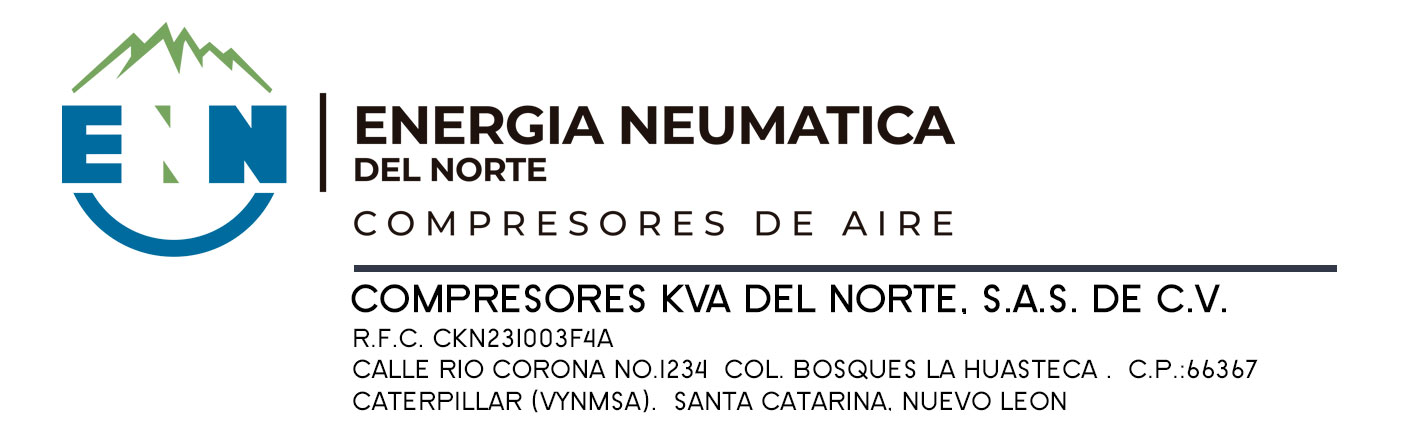 ENN
ENERGIA NEUMATICA
DEL NORTE
COMPRESORES DE AIRE
COMPRESORES KVA DEL NORTE, S.A.S. DE C.V.
R.F.C. CKN231003F4A
CALLE RIO CORONA NO.1234 COL. BOSQUES LA HUASTECA . C.P.:66367
CATERPILLAR (VYNMSA). SANTA CATARINA, NUEVO LEON